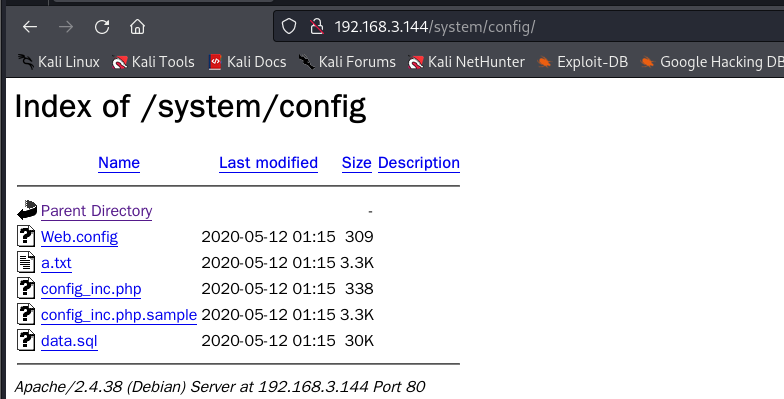 192.168.3.144/system/config/
Kali Linux Kali Tools Kali Docs Kali Forums Kali NetHunter Exploit-DB Google Hacking DB
Index of /system/config
Name Last modified Size Description
Parent Directory -
Web.config 2020-05-12 01:15 309
a.txt 2020-05-12 01:15 3.3K
config_inc.php 2020-05-12 01:15 338
config_inc.php.sample 2020-05-12 01:15 3.3K
data.sql 2020-05-12 01:15 30K
Apache/2.4.38 (Debian) Server at 192.168.3.144 Port 80